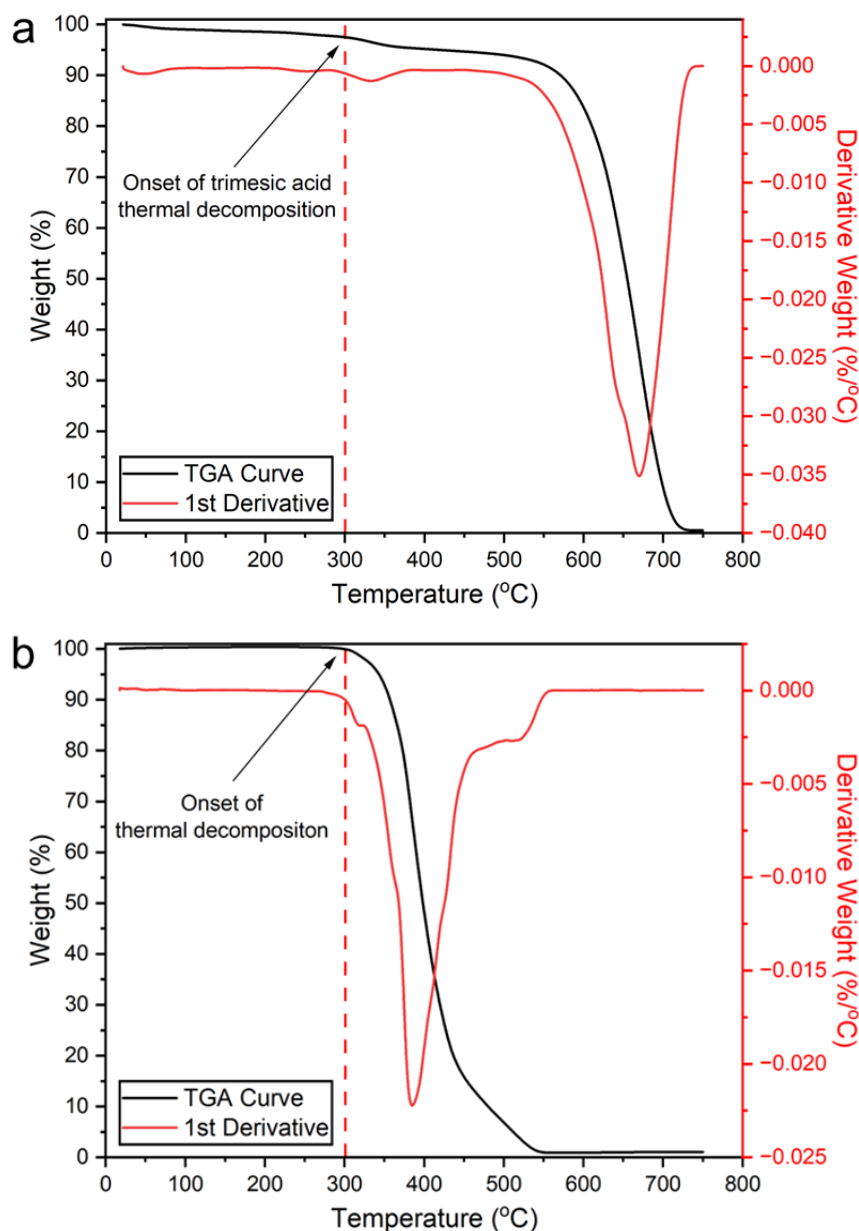 a
100
90
80
70
60
50
40
30
20
10
0
Weight (%)
Onset of trimesic acid
thermal decomposition
TGA Curve
1st Derivative
0.000
−0.005
−0.010
−0.015
−0.020
−0.025
−0.030
−0.035
−0.040
Derivative Weight (%/°C)
0 100 200 300 400 500 600 700 800
Temperature (°C)
b
100
90
80
70
60
50
40
30
20
10
0
Weight (%)
Onset of
thermal decompositon
TGA Curve
1st Derivative
0.000
−0.005
−0.010
−0.015
−0.020
−0.025
Derivative Weight (%/°C)
0 100 200 300 400 500 600 700 800
Temperature (°C)